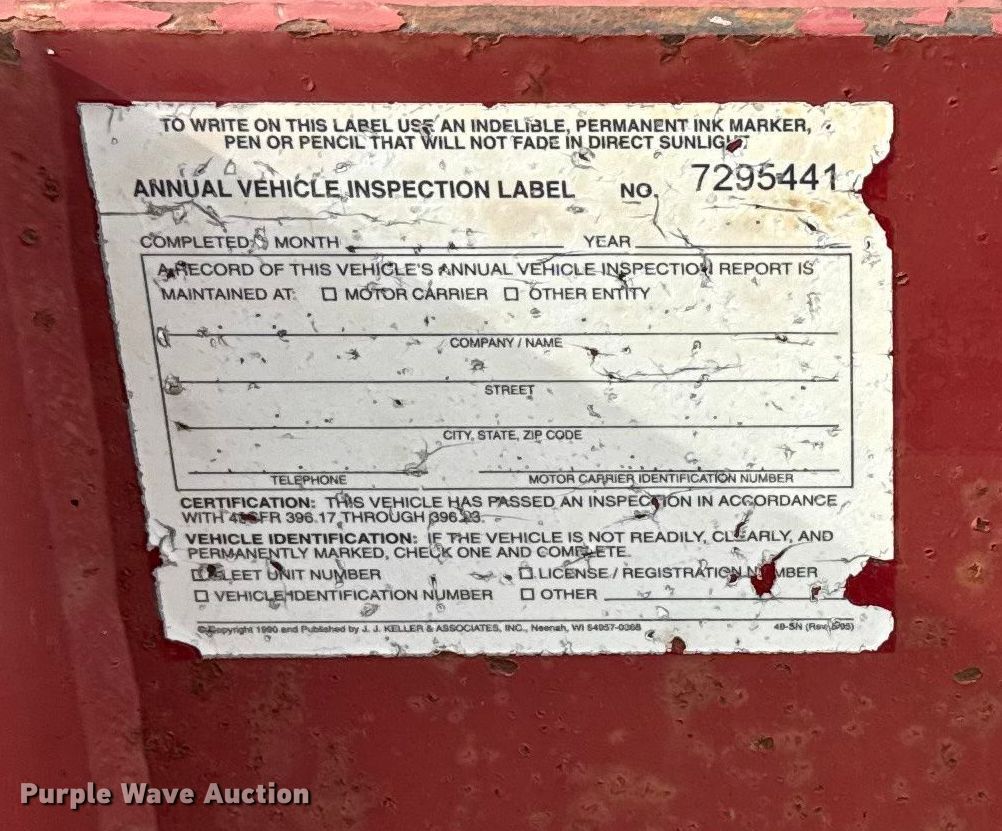 TO WRITE ON THIS LABEL USE AN INDELIBLE, PERMANENT INK MARKER,
PEN OR PENCIL THAT WILL NOT FADE IN DIRECT SUNLIGHT
ANNUAL VEHICLE INSPECTION LABEL NO. 7295441
COMPLETED: MONTH YEAR
A RECORD OF THIS VEHICLE'S ANNUAL VEHICLE INSPECTION REPORT IS
MAINTAINED AT: ☐ MOTOR CARRIER ☐ OTHER ENTITY
COMPANY / NAME
STREET
CITY, STATE, ZIP CODE
TELEPHONE MOTOR CARRIER IDENTIFICATION NUMBER
CERTIFICATION: THIS VEHICLE HAS PASSED AN INSPECTION IN ACCORDANCE
WITH 49 CFR 396.17 THROUGH 396.23.
VEHICLE IDENTIFICATION: IF THE VEHICLE IS NOT READILY, CLEARLY, AND
PERMANENTLY MARKED, CHECK ONE AND COMPLETE.
☐ FLEET UNIT NUMBER ☐ LICENSE / REGISTRATION NUMBER
☐ VEHICLE IDENTIFICATION NUMBER ☐ OTHER
© Copyright 1990 and Published by J. J. KELLER & ASSOCIATES, INC., Neenah, WI 54957-0368 49-SN (Rev.
Purple Wave Auction